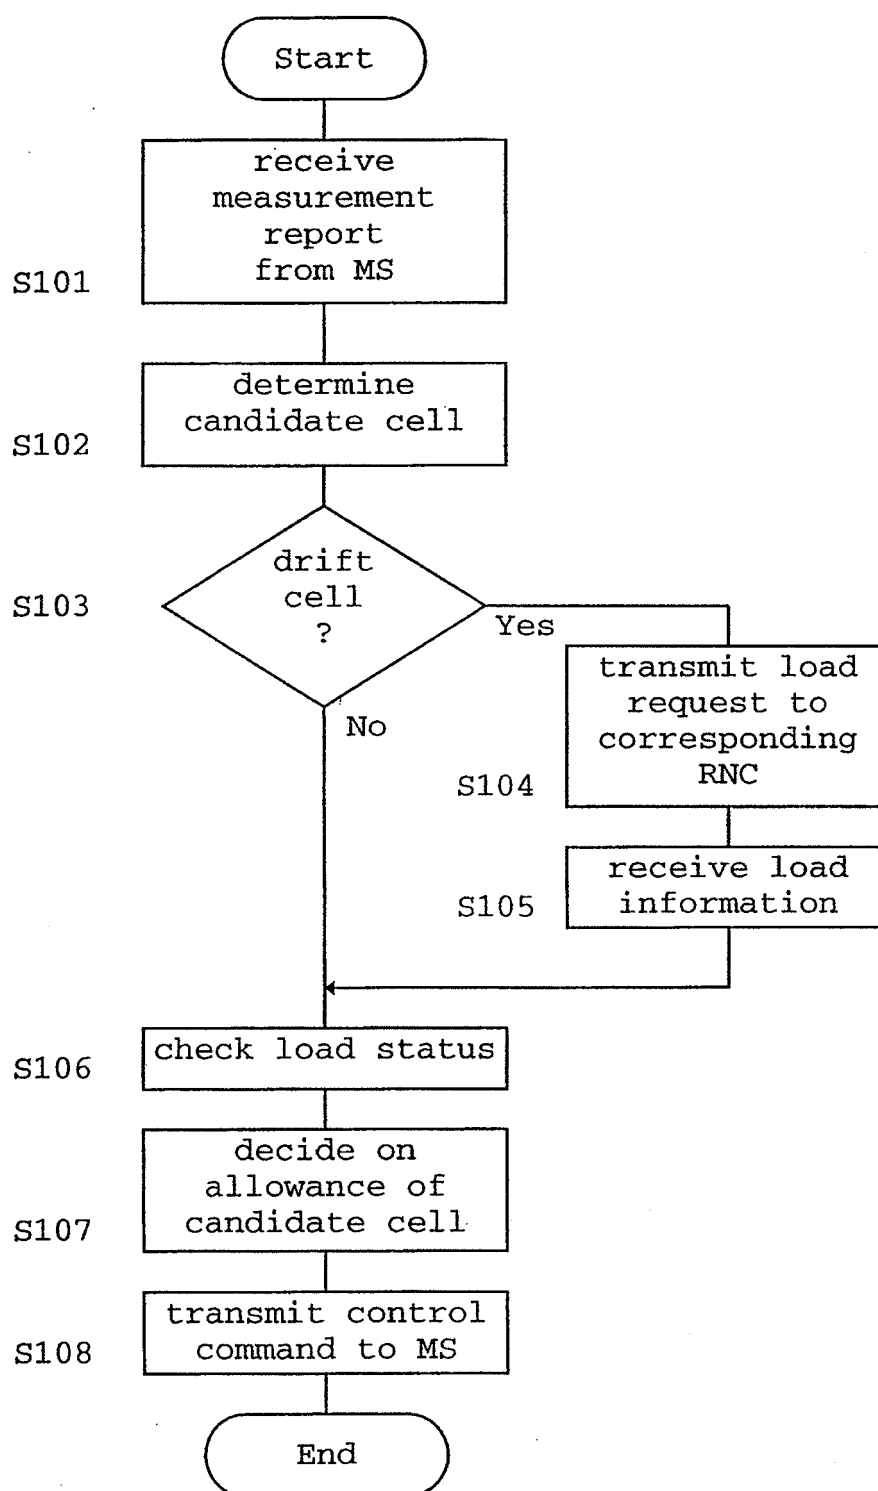 Start
receive
measurement
report
from MS
S101
determine
candidate cell
S102
drift
cell
?
S103
Yes
No
transmit load
request to
corresponding
RNC
S104
receive load
information
S105
check load status
S106
decide on
allowance of
candidate cell
S107
transmit control
command to MS
S108
End